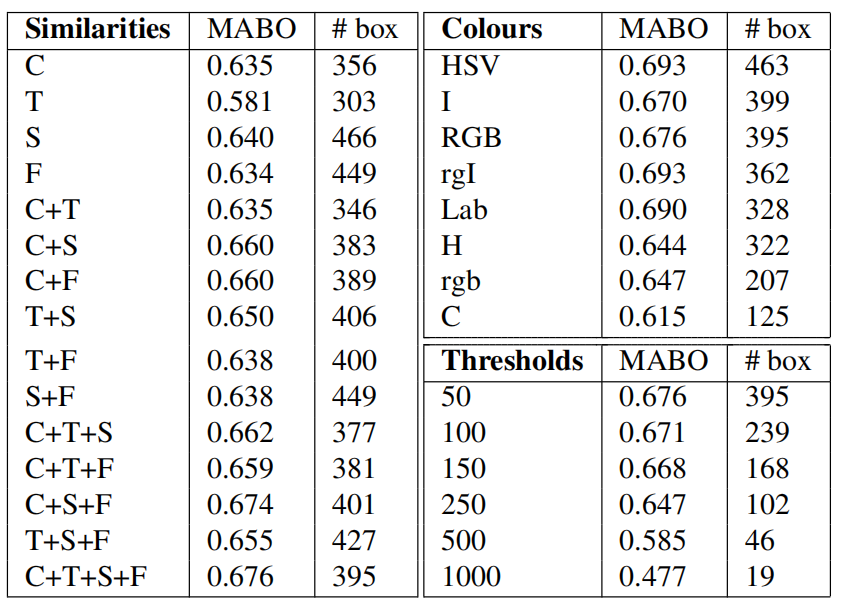 Similarities MABO # box
C 0.635 356
T 0.581 303
S 0.640 466
F 0.634 449
C+T 0.635 346
C+S 0.660 383
C+F 0.660 389
T+S 0.650 406
T+F 0.638 400
S+F 0.638 449
C+T+S 0.662 377
C+T+F 0.659 381
C+S+F 0.674 401
T+S+F 0.655 427
C+T+S+F 0.676 395
Colours MABO # box
HSV 0.693 463
I 0.670 399
RGB 0.676 395
rgI 0.693 362
Lab 0.690 328
H 0.644 322
rgb 0.647 207
C 0.615 125
Thresholds MABO # box
50 0.676 395
100 0.671 239
150 0.668 168
250 0.647 102
500 0.585 46
1000 0.477 19